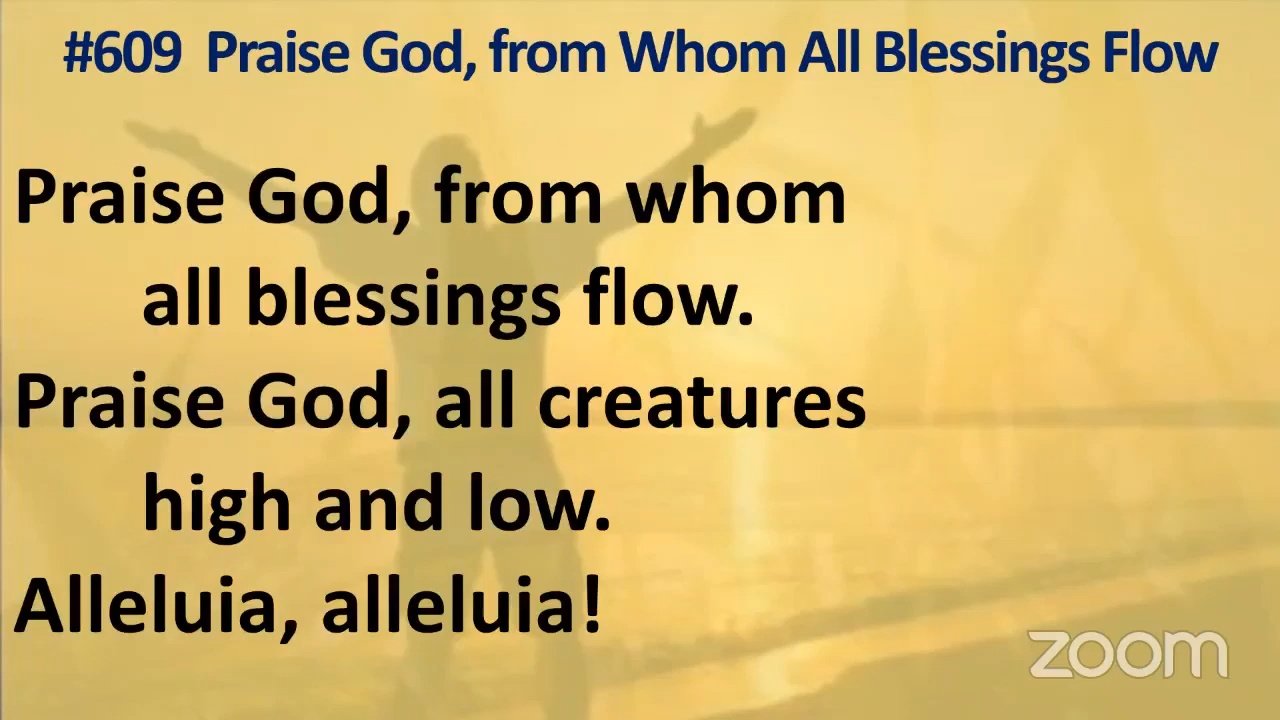 #609 Praise God, from Whom All Blessings Flow
Praise God, from whom
all blessings flow.
Praise God, all creatures
high and low.
Alleluia, alleluia!
zoom